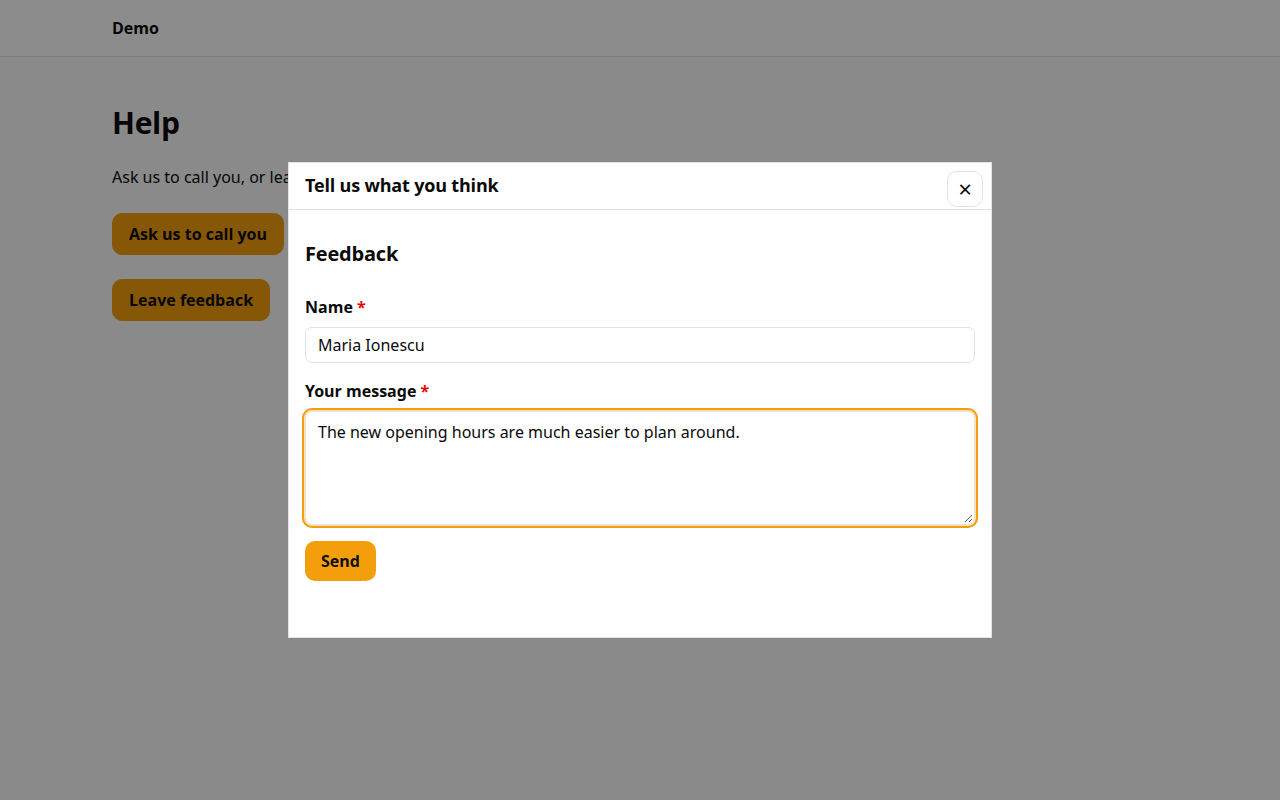 Demo
Help
Ask us to call you, or lea
Ask us to call you
Leave feedback
Tell us what you think
×
Feedback
Name *
Maria Ionescu
Your message *
The new opening hours are much easier to plan around.
Send